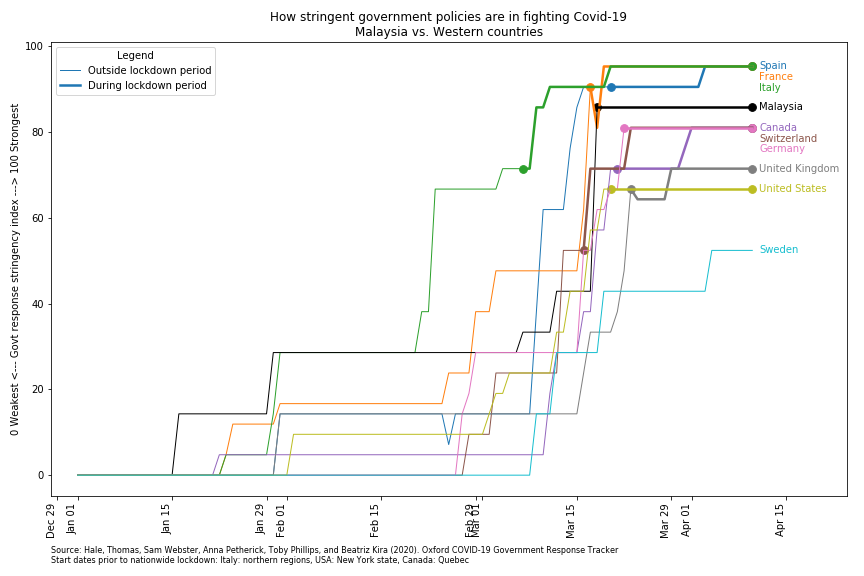 How stringent government policies are in fighting Covid-19
Malaysia vs. Western countries
Legend
Outside lockdown period
During lockdown period
0 Weakest <--- Govt response stringency index ---> 100 Strongest
100
80
60
40
20
0
Spain
France
Italy
Malaysia
Canada
Switzerland
Germany
United Kingdom
United States
Sweden
Dec 29
Jan 01
Jan 15
Jan 29
Feb 01
Feb 15
Feb 29
Mar 01
Mar 15
Mar 29
Apr 01
Apr 15
Source: Hale, Thomas, Sam Webster, Anna Petherick, Toby Phillips, and Beatriz Kira (2020). Oxford COVID-19 Government Response Tracker
Start dates prior to nationwide lockdown: Italy: northern regions, USA: New York state, Canada: Quebec